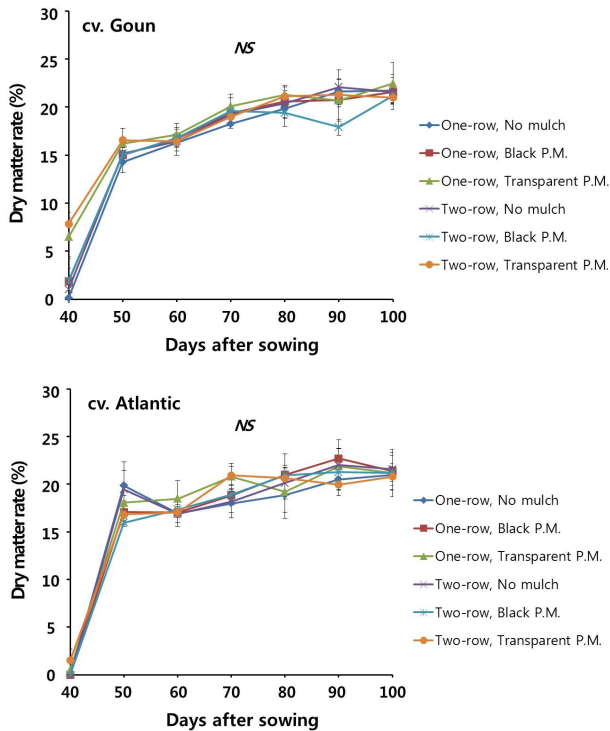 cv. Goun
NS
30
25
20
15
10
5
0
Dry matter rate (%)
40 50 60 70 80 90 100
Days after sowing
One-row, No mulch
One-row, Black P.M.
One-row, Transparent P.M.
Two-row, No mulch
Two-row, Black P.M.
Two-row, Transparent P.M.
cv. Atlantic
NS
30
25
20
15
10
5
0
Dry matter rate (%)
40 50 60 70 80 90 100
Days after sowing
One-row, No mulch
One-row, Black P.M.
One-row, Transparent P.M.
Two-row, No mulch
Two-row, Black P.M.
Two-row, Transparent P.M.